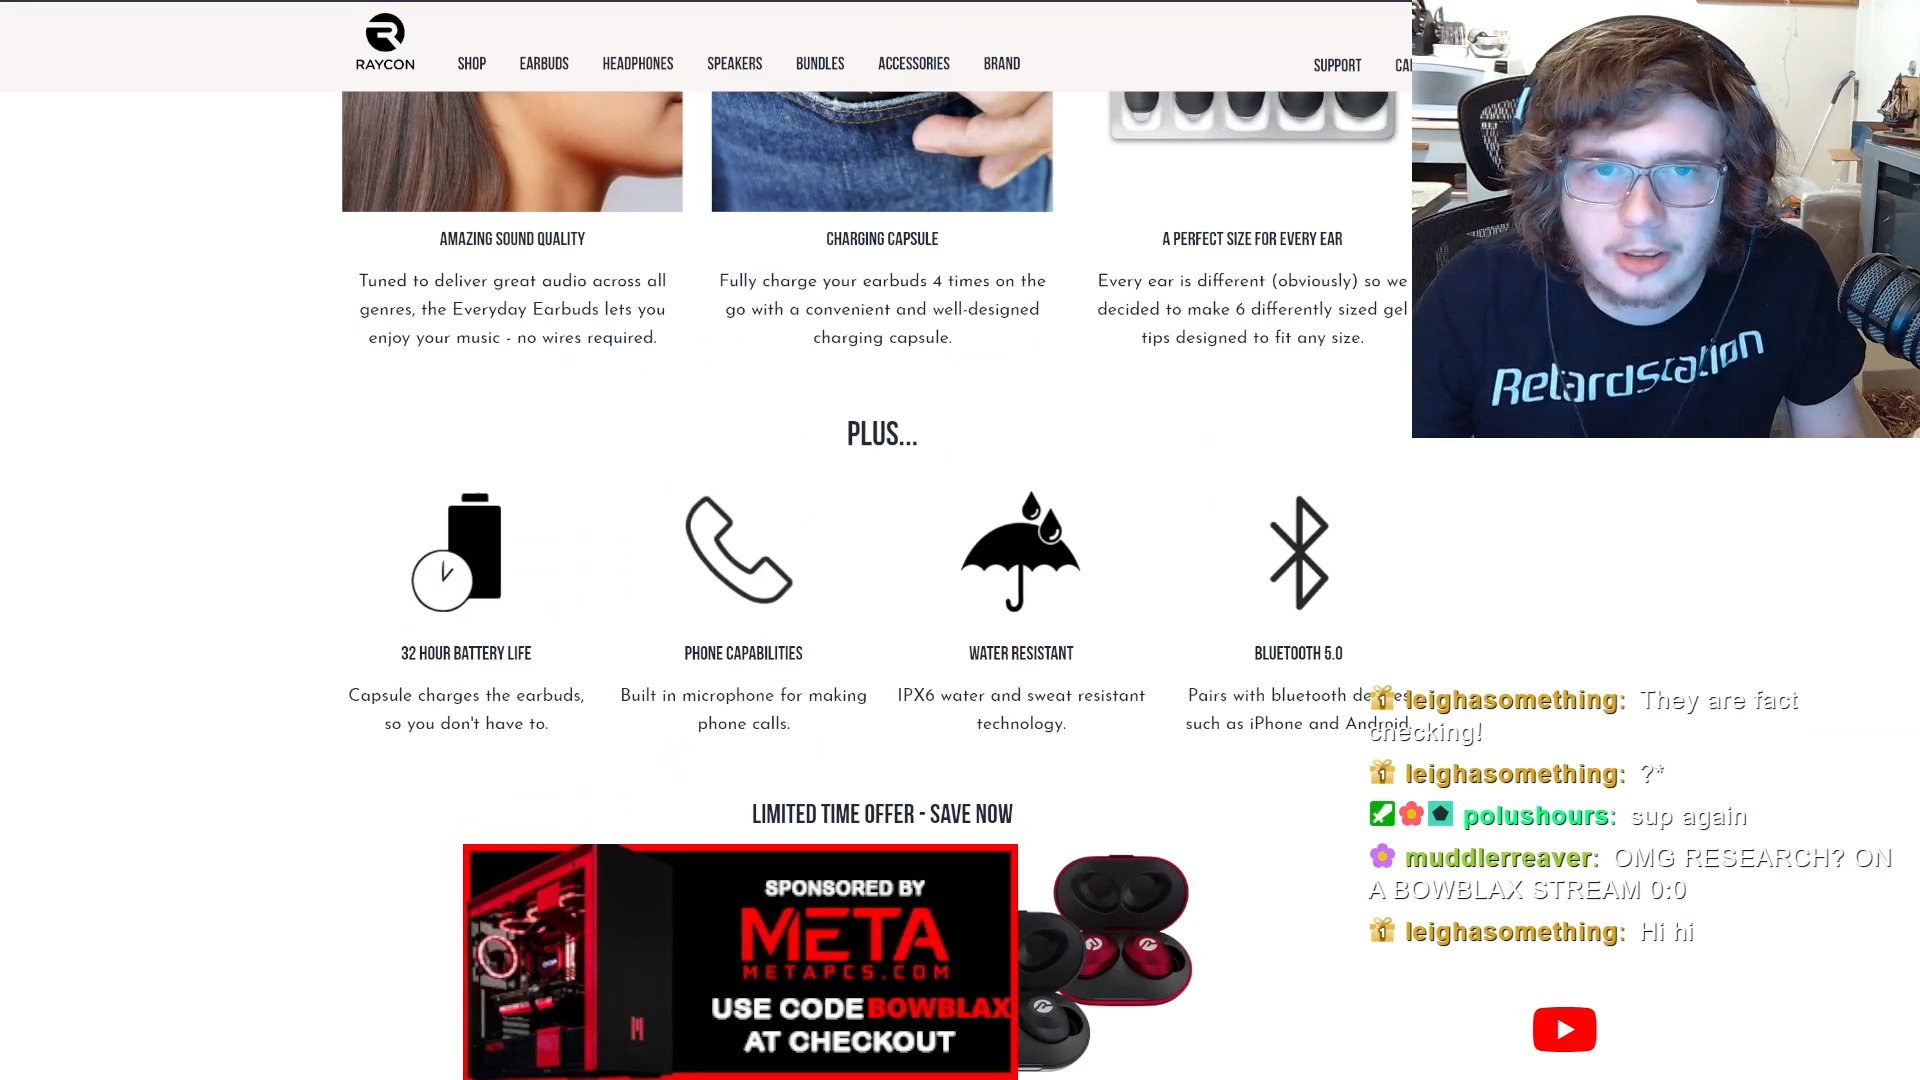 RAYCON
SHOP
EARBUDS
HEADPHONES
SPEAKERS
BUNDLES
ACCESSORIES
BRAND
SUPPORT
AMAZING SOUND QUALITY
Tuned to deliver great audio across all
genres, the Everyday Earbuds lets you
enjoy your music - no wires required.
CHARGING CAPSULE
Fully charge your earbuds 4 times on the
go with a convenient and well-designed
charging capsule.
A PERFECT SIZE FOR EVERY EAR
Every ear is different (obviously) so we
decided to make 6 differently sized gel
tips designed to fit any size.
RetardStation
PLUS...
32 HOUR BATTERY LIFE
Capsule charges the earbuds,
so you don't have to.
PHONE CAPABILITIES
Built in microphone for making
phone calls.
WATER RESISTANT
IPX6 water and sweat resistant
technology.
BLUETOOTH 5.0
Pairs with bluetooth
such as iPhone and Android.
LIMITED TIME OFFER - SAVE NOW
SPONSORED BY
META
METAPCS.COM
USE CODE BOWBLAX
AT CHECKOUT
META
1 leighasomething: They are fact
checking!
1 leighasomething: ?*
polushours: sup again
muddlerreaver: OMG RESEARCH? ON
A BOWBLAX STREAM 0:0
1 leighasomething: Hi hi